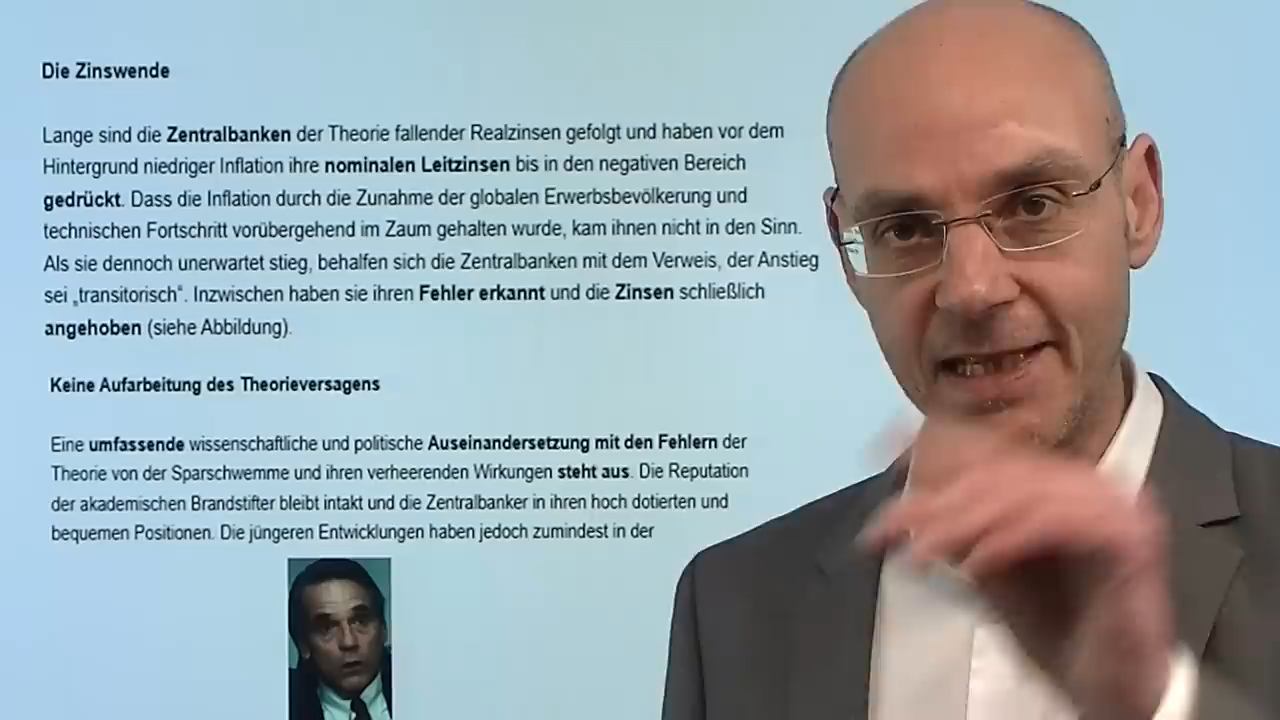 Die Zinswende
Lange sind die Zentralbanken der Theorie fallender Realzinsen gefolgt und haben vor dem
Hintergrund niedriger Inflation ihre nominalen Leitzinsen bis in den negativen Bereich
gedrückt. Dass die Inflation durch die Zunahme der globalen Erwerbsbevölkerung und
technischen Fortschritt vorübergehend im Zaum gehalten wurde, kam ihnen nicht in den Sinn.
Als sie dennoch unerwartet stieg, behalfen sich die Zentralbanken mit dem Verweis, der Anstieg
sei „transitorisch“. Inzwischen haben sie ihren Fehler erkannt und die Zinsen schließlich
angehoben (siehe Abbildung).
Keine Aufarbeitung des Theorieversagens
Eine umfassende wissenschaftliche und politische Auseinandersetzung mit den Fehlern der
Theorie von der Sparschwemme und ihren verheerenden Wirkungen steht aus. Die Reputation
der akademischen Brandstifter bleibt intakt und die Zentralbanker in ihren hoch dotierten und
bequemen Positionen. Die jüngeren Entwicklungen haben jedoch zumindest in der